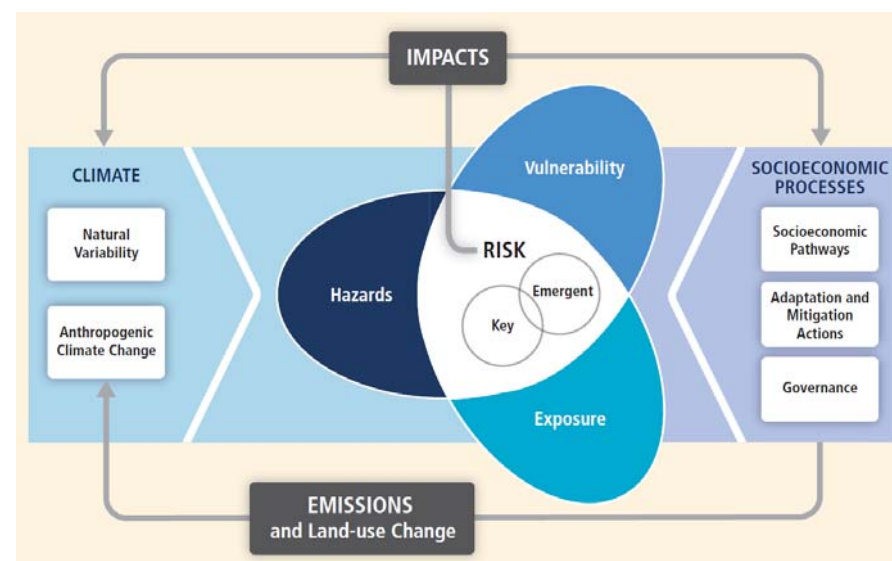 IMPACTS
CLIMATE
Natural
Variability
Anthropogenic
Climate Change
Vulnerability
Hazards
RISK
Emergent
Key
Exposure
SOCIOECONOMIC
PROCESSES
Socioeconomic
Pathways
Adaptation and
Mitigation
Actions
Governance
EMISSIONS
and Land-use Change